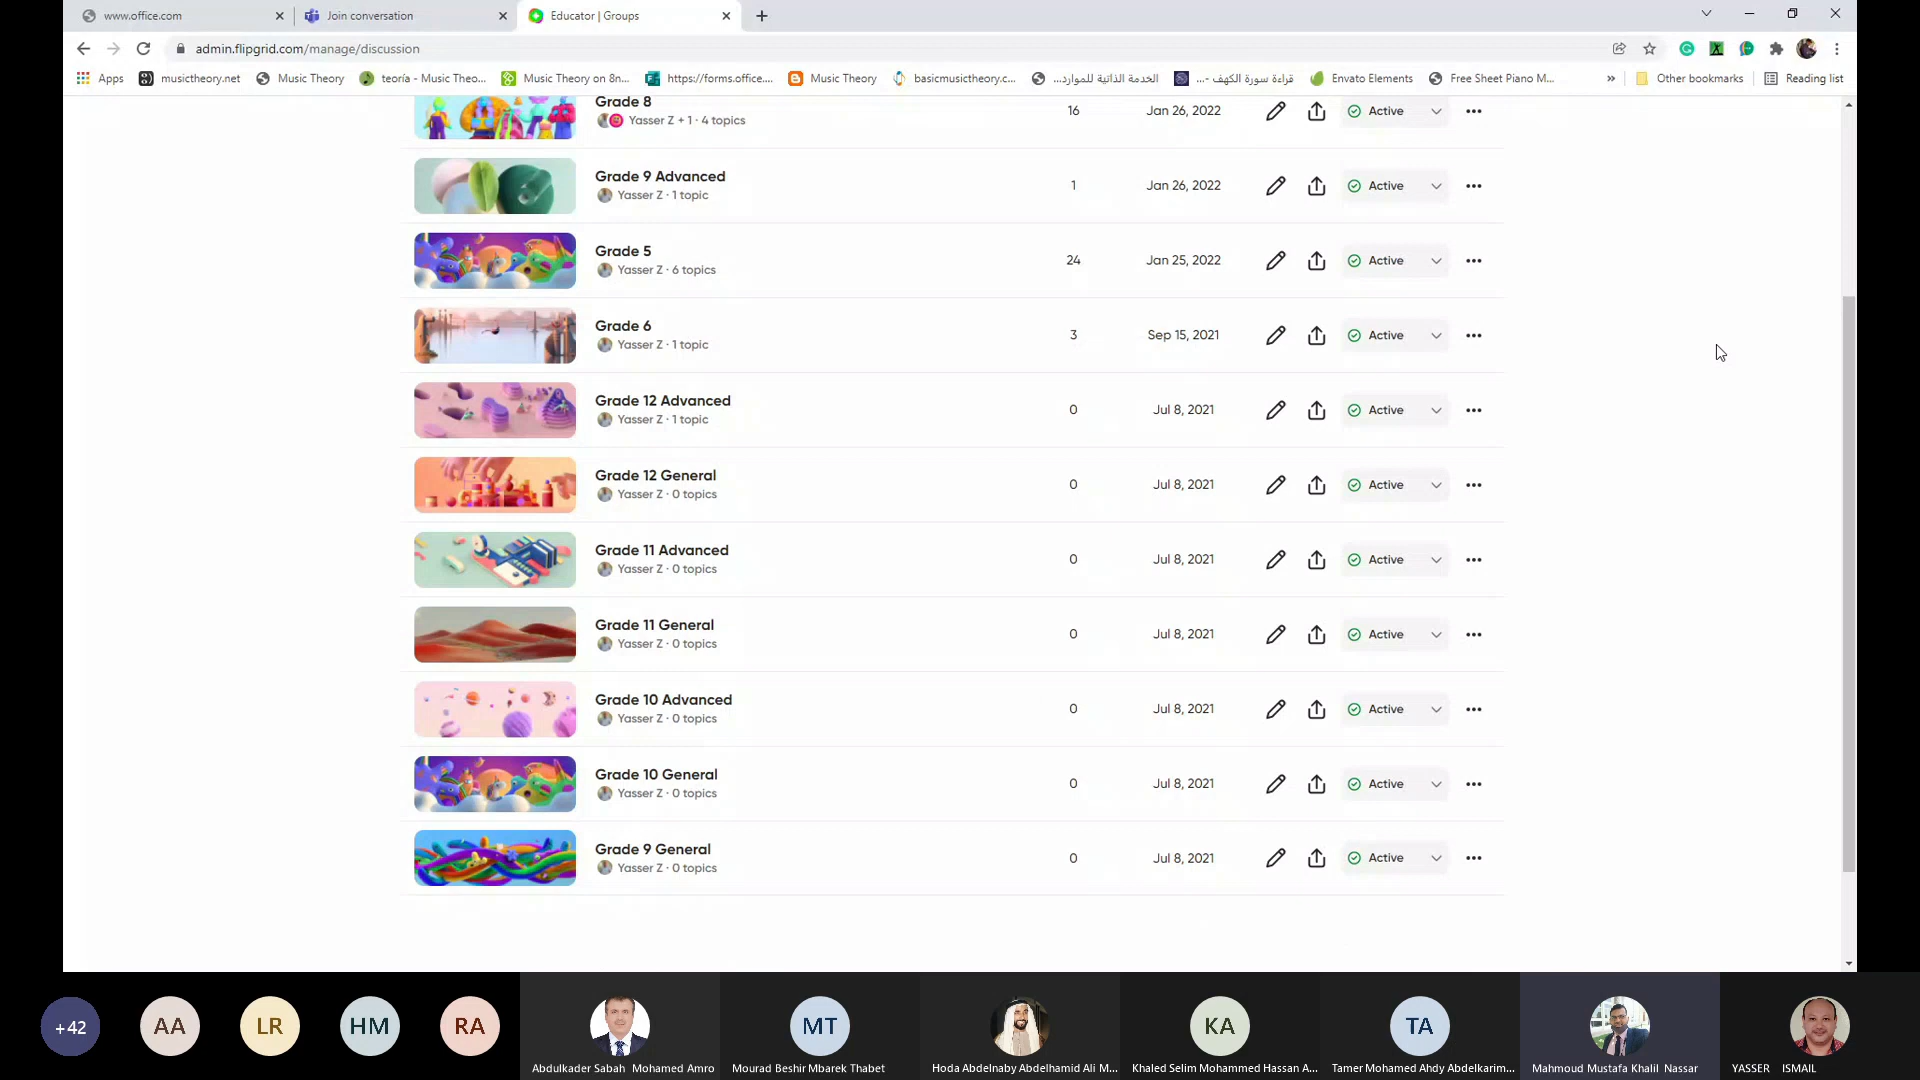 www.office.com
Join conversation
Educator | Groups
admin.flipgrid.com/manage/discussion
Apps
musictheory.net
Music Theory
teoría - Music Theo...
Music Theory on 8n...
https://forms.office....
Music Theory
basicmusictheory.c...
الخدمة الذاتية للموارد...
قراءة سورة الكهف -...
Envato Elements
Free Sheet Piano M...
»
Other bookmarks
Reading list
Grade 8
Yasser Z + 1 · 4 topics
16
Jan 26, 2022
Active
Grade 9 Advanced
Yasser Z · 1 topic
1
Jan 26, 2022
Active
Grade 5
Yasser Z · 6 topics
24
Jan 25, 2022
Active
Grade 6
Yasser Z · 1 topic
3
Sep 15, 2021
Active
Grade 12 Advanced
Yasser Z · 1 topic
0
Jul 8, 2021
Active
Grade 12 General
Yasser Z · 0 topics
0
Jul 8, 2021
Active
Grade 11 Advanced
Yasser Z · 0 topics
0
Jul 8, 2021
Active
Grade 11 General
Yasser Z · 0 topics
0
Jul 8, 2021
Active
Grade 10 Advanced
Yasser Z · 0 topics
0
Jul 8, 2021
Active
Grade 10 General
Yasser Z · 0 topics
0
Jul 8, 2021
Active
Grade 9 General
Yasser Z · 0 topics
0
Jul 8, 2021
Active
+42
AA
LR
HM
RA
MT
KA
TA
Abdulkader Sabah Mohamed Amro
Mourad Beshir Mbarek Thabet
Hoda Abdelnaby Abdelhamid Ali M...
Khaled Selim Mohammed Hassan A...
Tamer Mohamed Ahdy Abdelkarim...
Mahmoud Mustafa Khalil Nassar
YASSER ISMAIL